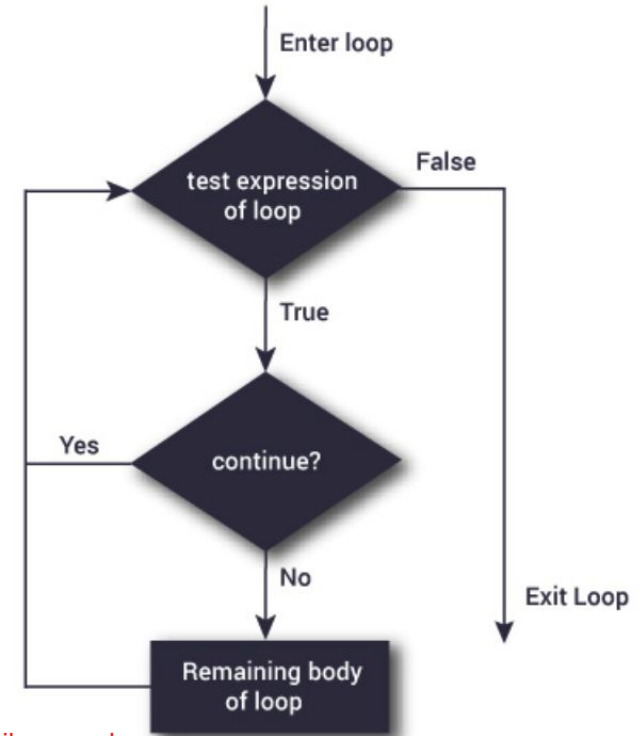 Enter loop
test expression
of loop
False
True
continue?
Yes
No
Exit Loop
Remaining body
of loop